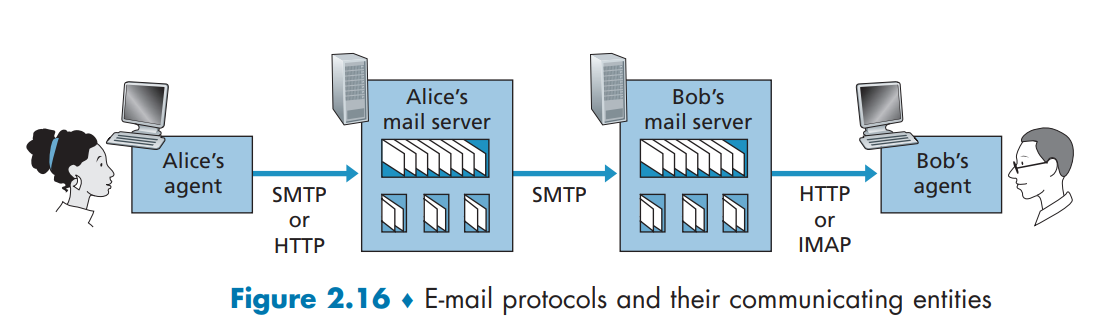 Alice's
agent
SMTP
or
HTTP
Alice's
mail server
SMTP
Bob's
mail server
HTTP
or
IMAP
Bob's
agent
Figure 2.16 ♦ E-mail protocols and their communicating entities